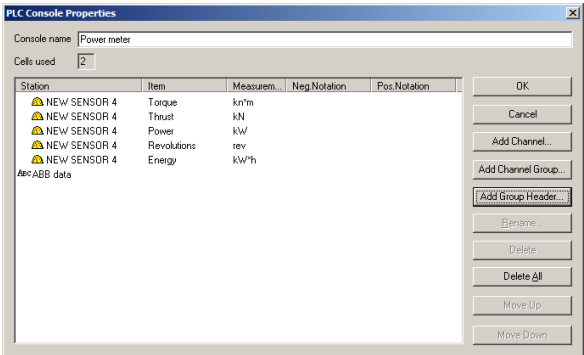 PLC Console Properties
Console name Power meter
Cells used 2
Station Item Measurem... Neg.Notation Pos.Notation
NEW SENSOR 4 Torque kn*m
NEW SENSOR 4 Thrust kN
NEW SENSOR 4 Power kW
NEW SENSOR 4 Revolutions rev
NEW SENSOR 4 Energy kW*h
ABC ABB data
OK
Cancel
Add Channel...
Add Channel Group...
Add Group Header...
Rename...
Delete
Delete All
Move Up
Move Down